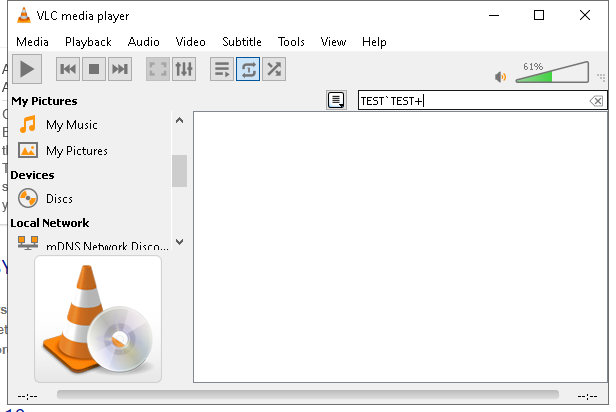 VLC media player
Media Playback Audio Video Subtitle Tools View Help
61%
TEST`TEST+
My Pictures
My Music
My Pictures
Devices
Discs
Local Network
mDNS Network Disco...
--:-- --:--